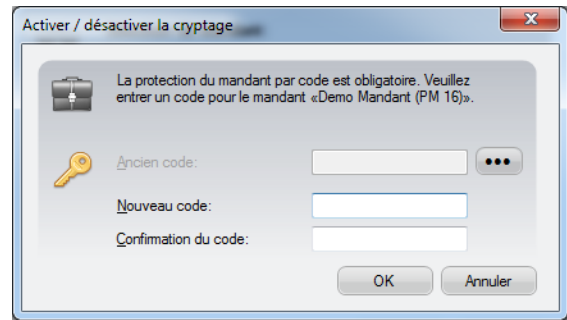 Activer / désactiver la cryptage
La protection du mandant par code est obligatoire. Veuillez
entrer un code pour le mandant «Demo Mandant (PM 16)».
Ancien code:
Nouveau code:
Confirmation du code:
OK Annuler